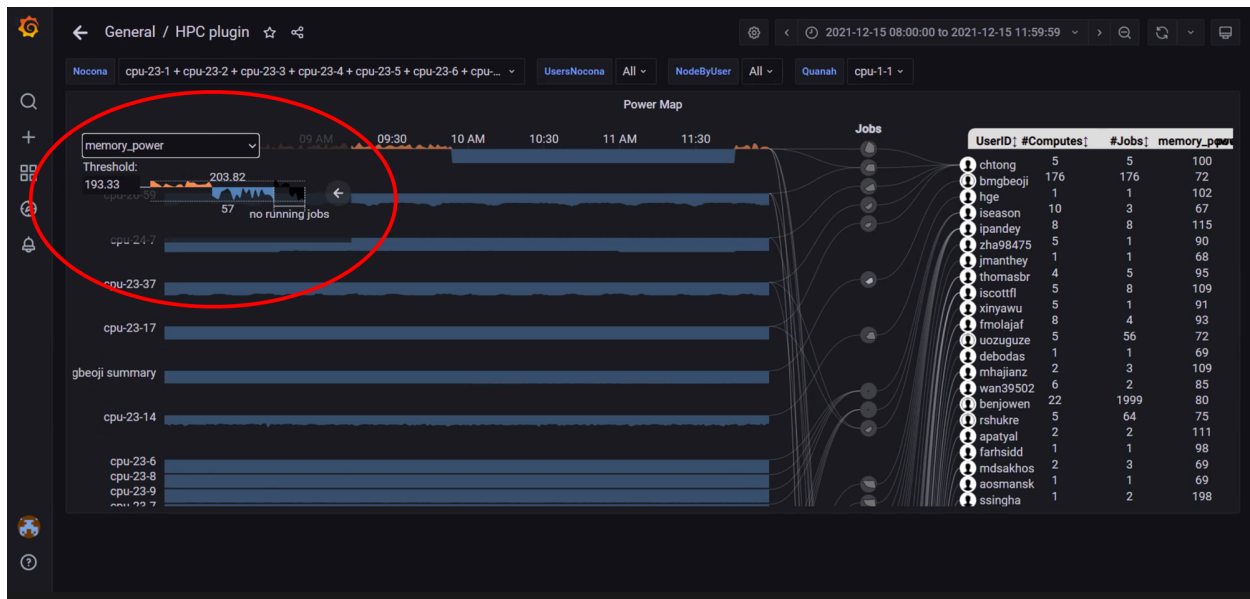 General / HPC plugin
2021-12-15 08:00:00 to 2021-12-15 11:59:59
Nocona cpu-23-1 + cpu-23-2 + cpu-23-3 + cpu-23-4 + cpu-23-5 + cpu-23-6 + cpu-... UsersNocona All NodeByUser All Quanah cpu-1-1
Power Map
memory_power
09 AM 09:30 10 AM 10:30 11 AM 11:30
Threshold:
193.33
203.82
57
no running jobs
cpu-24-7
cpu-23-37
cpu-23-17
gbeoji summary
cpu-23-14
cpu-23-6
cpu-23-8
cpu-23-9
cpu-23-7
Jobs
UserID #Computes #Jobs memory_pow
chtong 5 5 100
bmgbeoji 176 176 72
hge 1 1 102
iseason 10 3 67
ipandey 8 8 115
zha98475 5 1 90
jmanthey 1 1 68
thomasbr 4 5 95
iscottfl 5 8 109
xinyawu 5 1 91
fmolajaf 8 4 93
uozuguze 5 56 72
debodas 1 1 69
mhajianz 2 3 109
wan39502 6 2 85
benjowen 22 1999 80
rshukre 5 64 75
apatyal 2 2 111
farhsidd 1 1 98
mdsakhos 2 3 69
aosmansk 1 1 69
ssingha 1 2 198